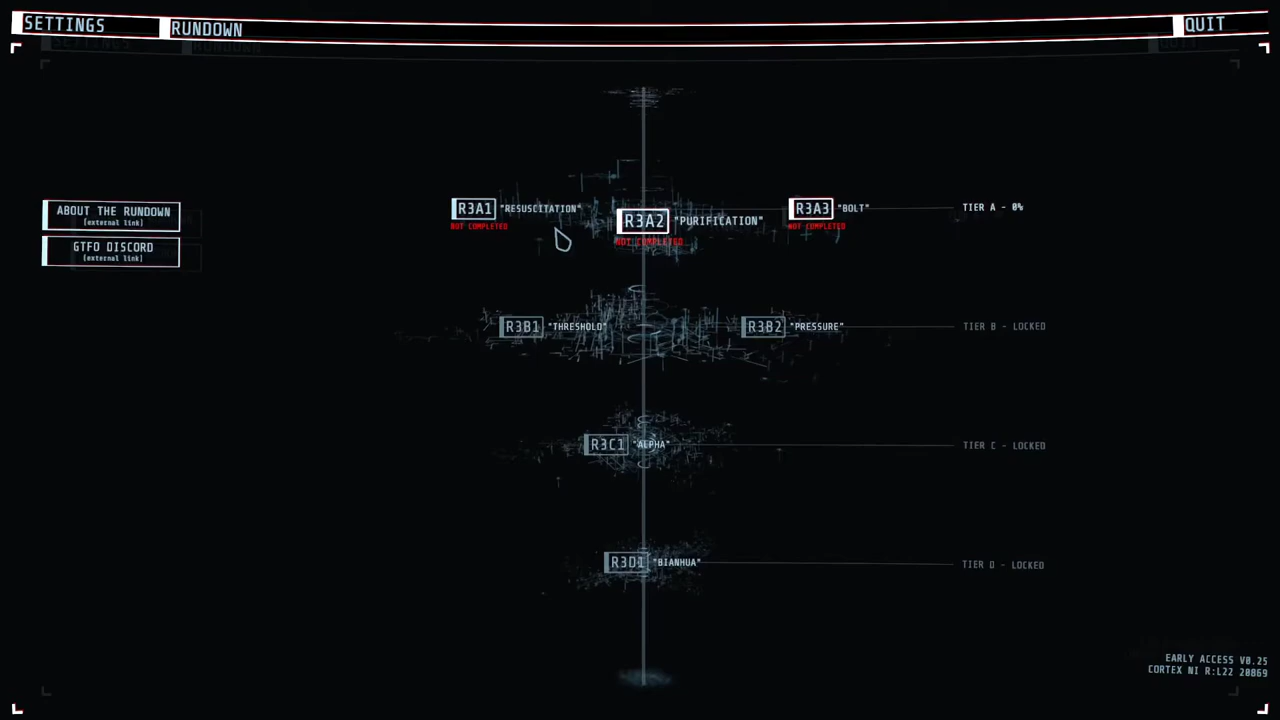 SETTINGS
RUNDOWN
QUIT
R3A1 "RESUSCITATION"
NOT COMPLETED
R3A2 "PURIFICATION"
NOT COMPLETED
R3A3 "BOLT"
NOT COMPLETED
TIER A - 0%
ABOUT THE RUNDOWN
[external link]
GTFO DISCORD
[external link]
R3B1 "THRESHOLD"
R3B2 "PRESSURE"
TIER B - LOCKED
R3C1 "ALPHA"
TIER C - LOCKED
R3D1 "BIANHUA"
TIER D - LOCKED
EARLY ACCESS V0.25
CORTEX NI R:L22 20869